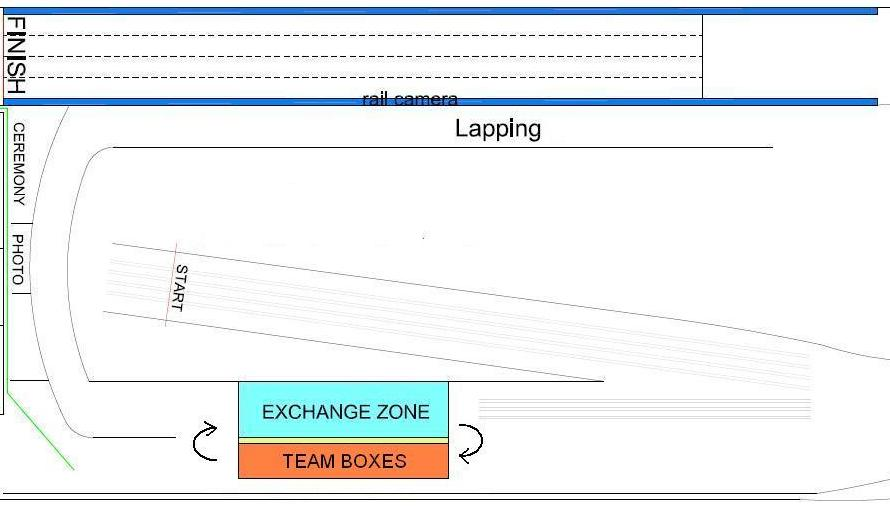 FINISH
rail camera
Lapping
CEREMONY
PHOTO
START
EXCHANGE ZONE
TEAM BOXES